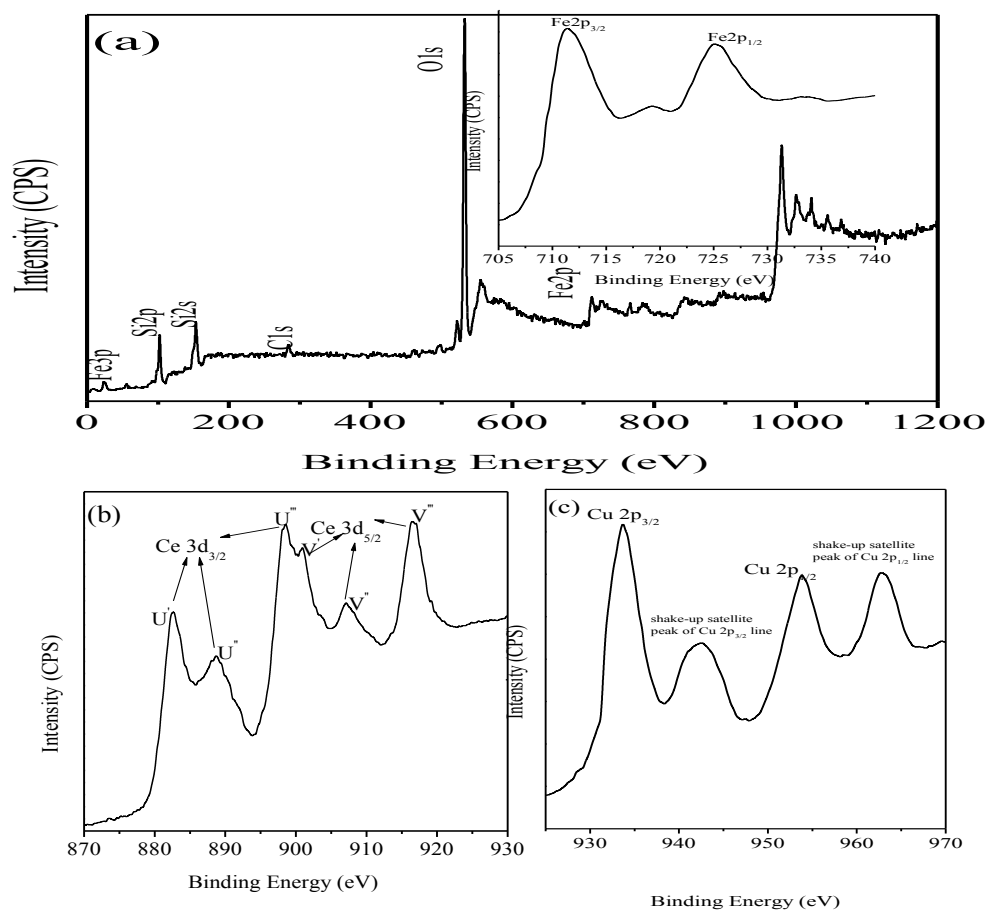 (a)
Intensity (CPS)
Fe3p
Si2p
Si2s
C1s
O1s
Fe2p
0 200 400 600 800 1000 1200
Binding Energy (eV)
Fe2p3/2
Fe2p1/2
Intensity (CPS)
705 710 715 720 725 730 735 740
Binding Energy (eV)
(b)
Intensity (CPS)
Ce 3d3/2
U'
U''
U'''
Ce 3d5/2
V'
V''
V'''
870 880 890 900 910 920 930
Binding Energy (eV)
(c)
Intensity (CPS)
Cu 2p3/2
shake-up satellite
peak of Cu 2p3/2 line
shake-up satellite
peak of Cu 2p1/2 line
930 940 950 960 970
Binding Energy (eV)